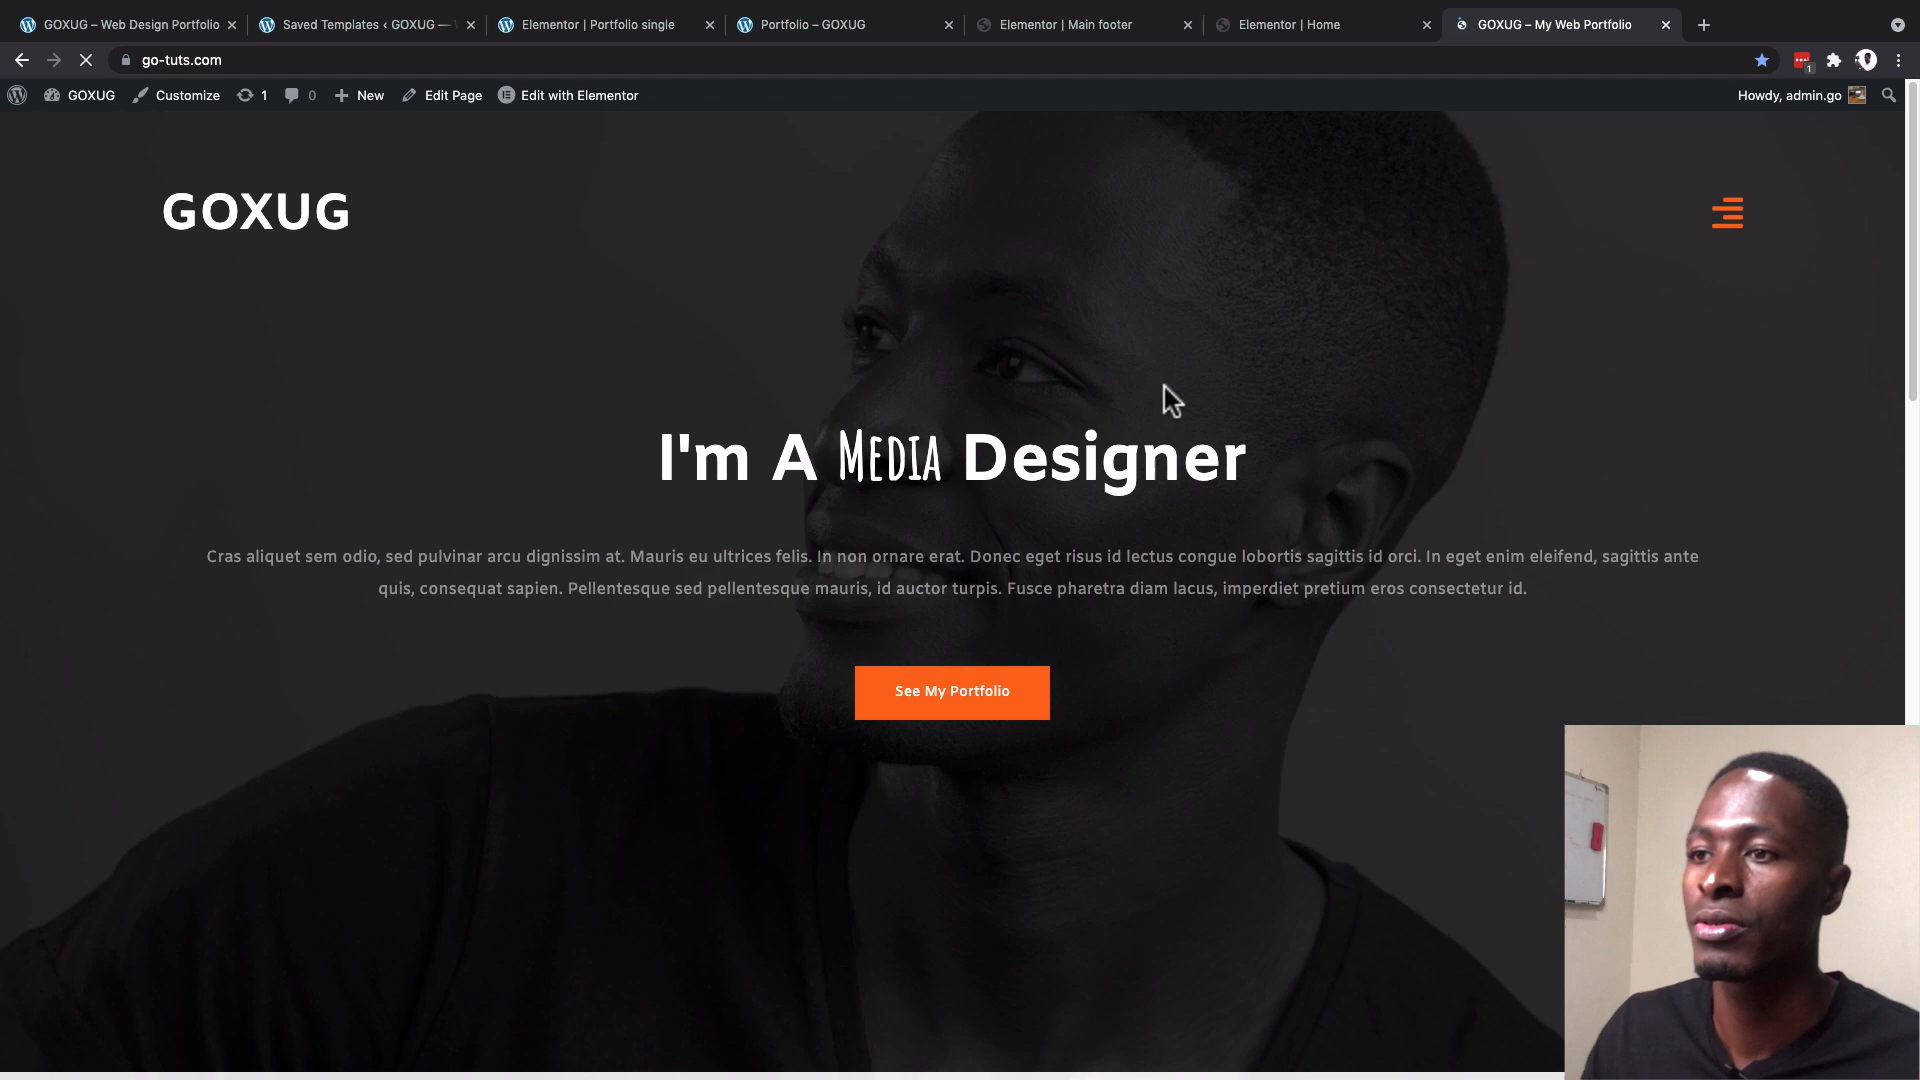 GOXUG – Web Design Portfolio
Saved Templates ‹ GOXUG —
Elementor | Portfolio single
Portfolio – GOXUG
Elementor | Main footer
Elementor | Home
GOXUG – My Web Portfolio
go-tuts.com
1
GOXUG
Customize
1
0
New
Edit Page
Edit with Elementor
Howdy, admin.go
GOXUG
I'm A Media Designer
Cras aliquet sem odio, sed pulvinar arcu dignissim at. Mauris eu ultrices felis. In non ornare erat. Donec eget risus id lectus congue lobortis sagittis id orci. In eget enim eleifend, sagittis ante
quis, consequat sapien. Pellentesque sed pellentesque mauris, id auctor turpis. Fusce pharetra diam lacus, imperdiet pretium eros consectetur id.
See My Portfolio